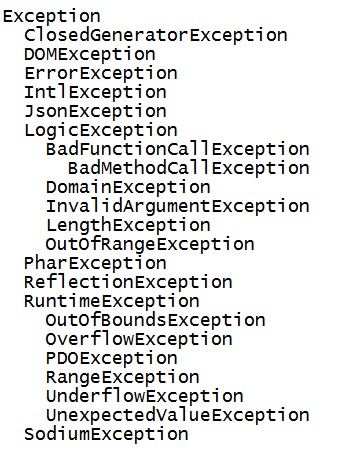 Exception
  ClosedGeneratorException
  DOMException
  ErrorException
  IntlException
  JsonException
  LogicException
    BadFunctionCallException
      BadMethodCallException
    DomainException
    InvalidArgumentException
    LengthException
    OutOfRangeException
  PharException
  ReflectionException
  RuntimeException
    OutOfBoundsException
    OverflowException
    PDOException
    RangeException
    UnderflowException
    UnexpectedValueException
  SodiumException